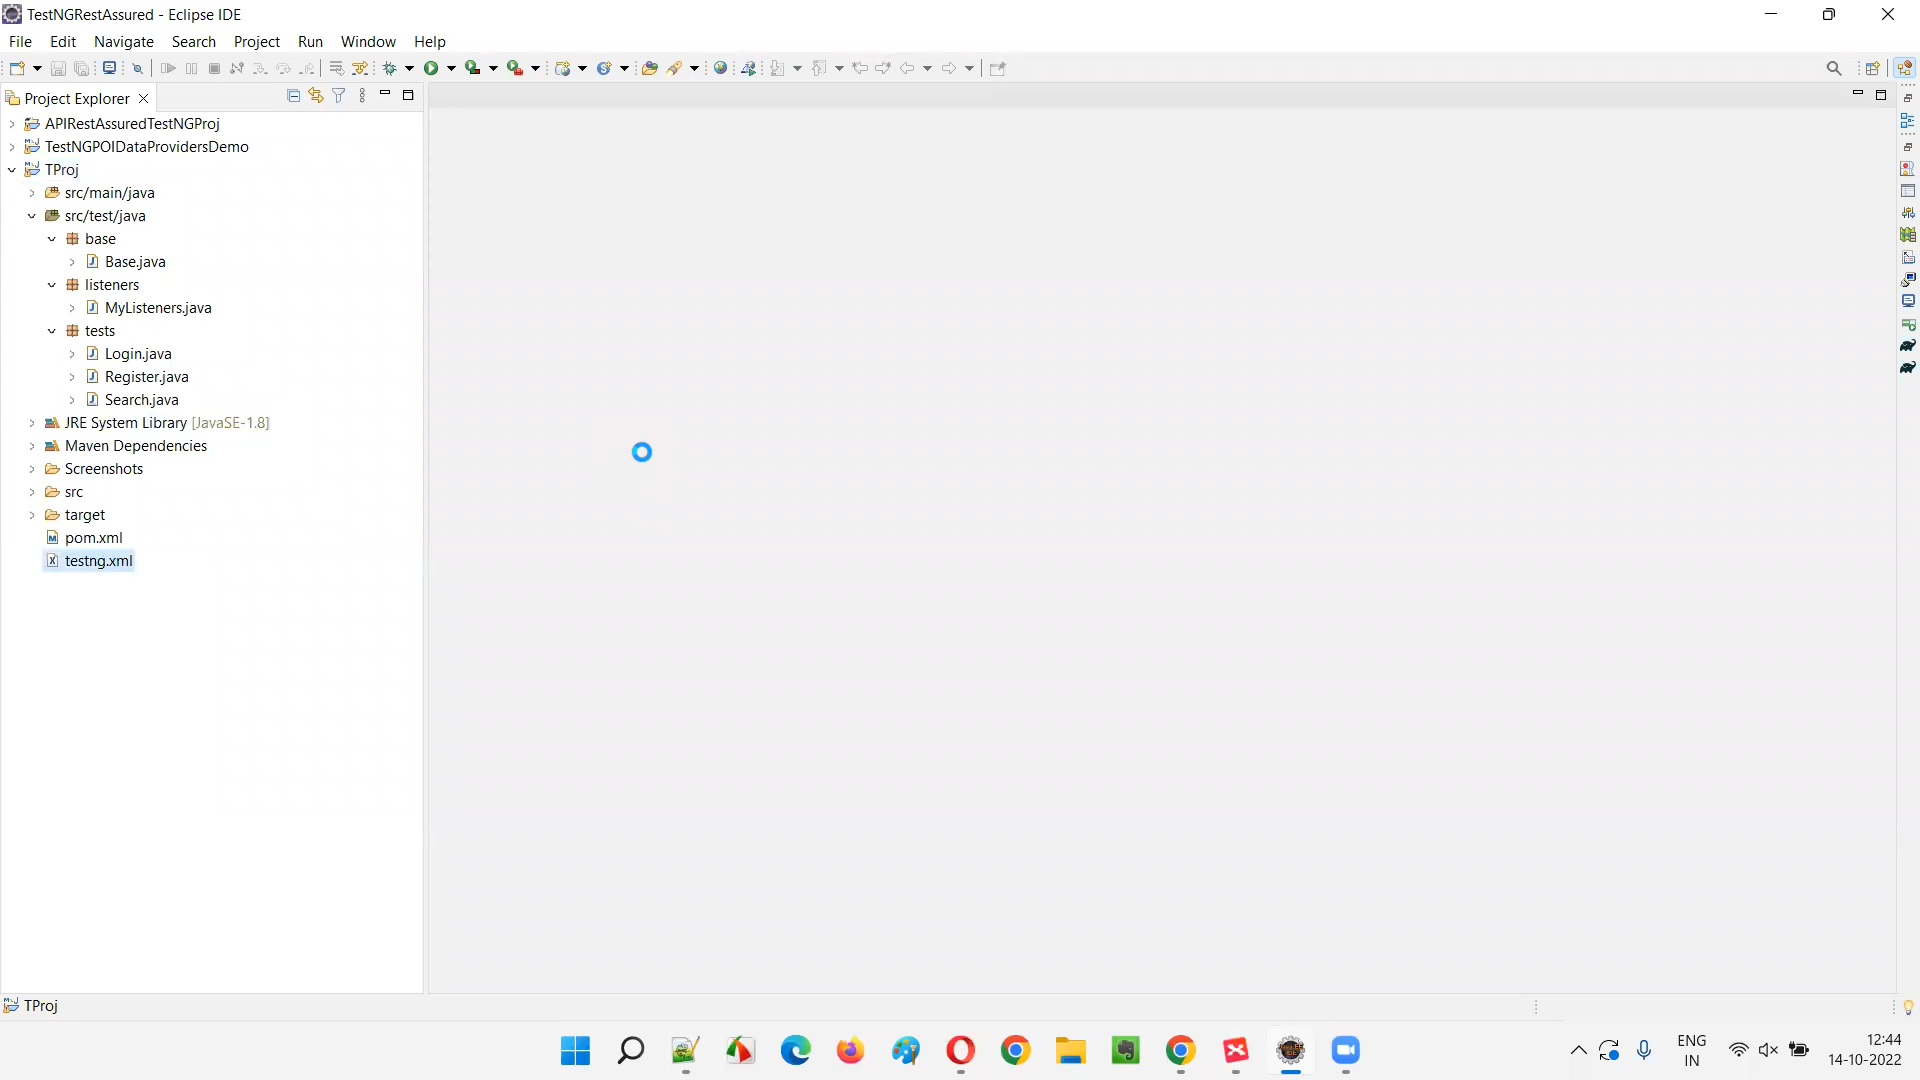 TestNGRestAssured - Eclipse IDE
File Edit Navigate Search Project Run Window Help
Project Explorer
APIRestAssuredTestNGProj
TestNGPOIDataProvidersDemo
TProj
src/main/java
src/test/java
base
Base.java
listeners
MyListeners.java
tests
Login.java
Register.java
Search.java
JRE System Library [JavaSE-1.8]
Maven Dependencies
Screenshots
src
target
pom.xml
testng.xml
TProj
ENG
IN
12:44
14-10-2022